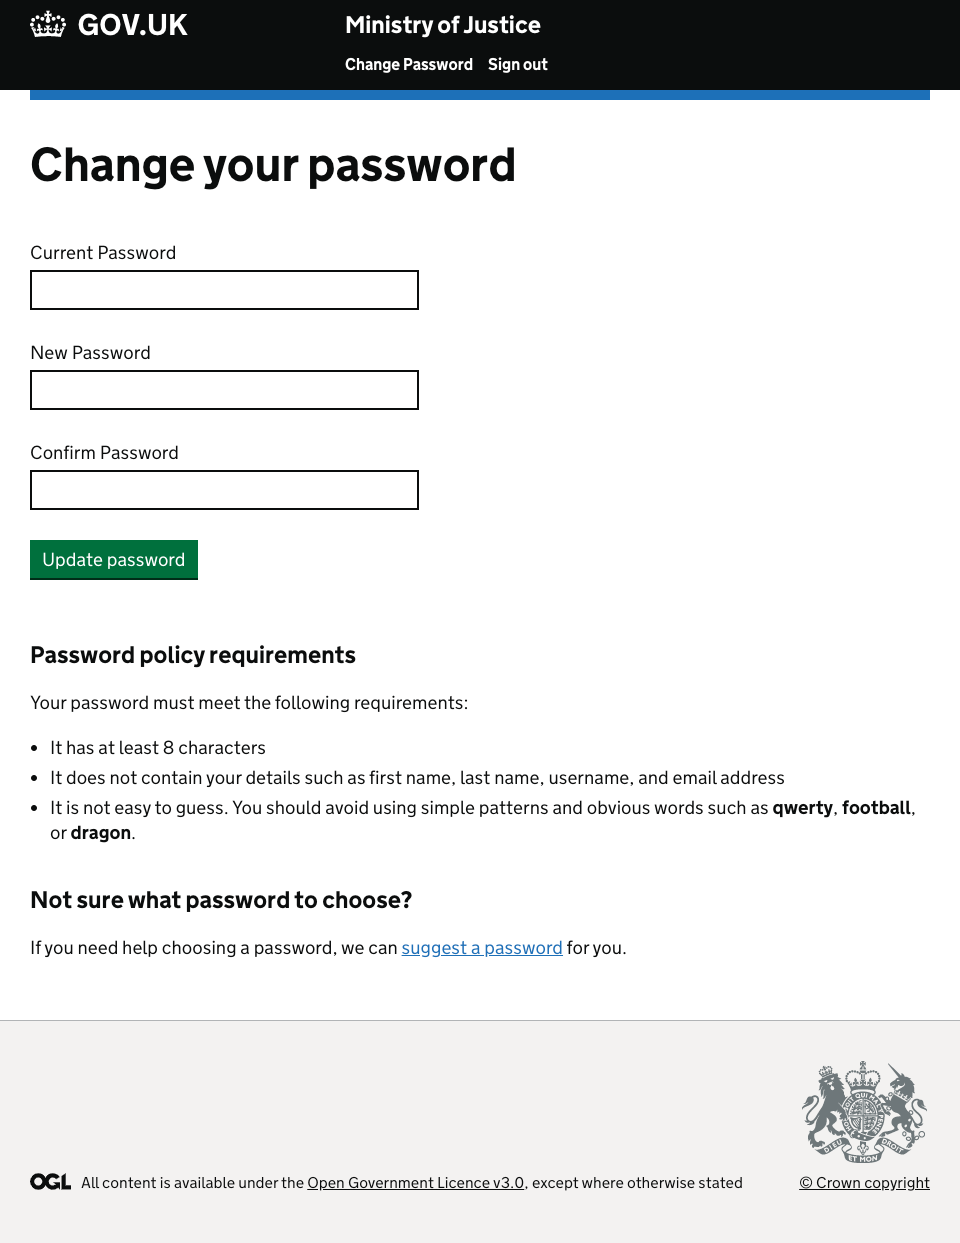 GOV.UK
Ministry of Justice
Change Password Sign out
Change your password
Current Password
New Password
Confirm Password
Update password
Password policy requirements
Your password must meet the following requirements:
• It has at least 8 characters
• It does not contain your details such as first name, last name, username, and email address
• It is not easy to guess. You should avoid using simple patterns and obvious words such as qwerty, football,
or dragon.
Not sure what password to choose?
If you need help choosing a password, we can suggest a password for you.
DIEU ET MON DROIT
OGL All content is available under the Open Government Licence v3.0, except where otherwise stated
© Crown copyright